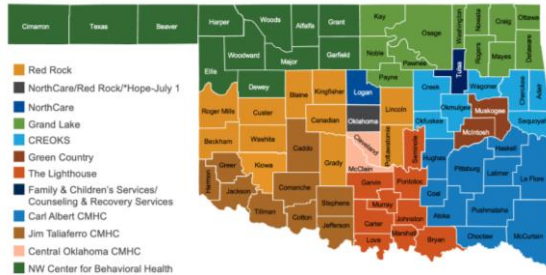 Cimarron
Texas
Beaver
Harper
Woods
Alfalfa
Grant
Kay
Osage
Washington
Nowata
Craig
Ottawa
Woodward
Major
Garfield
Noble
Pawnee
Rogers
Mayes
Delaware
Ellis
Dewey
Blaine
Kingfisher
Logan
Payne
Creek
Tulsa
Wagoner
Cherokee
Adair
Roger Mills
Custer
Canadian
Oklahoma
Lincoln
Okfuskee
Okmulgee
Muskogee
Sequoyah
Beckham
Washita
Caddo
Grady
Cleveland
McClain
Pottawatomie
Seminole
Hughes
McIntosh
Haskell
Kiowa
Greer
Harmon
Jackson
Comanche
Tillman
Cotton
Stephens
Jefferson
Garvin
Murray
Carter
Love
Pontotoc
Johnston
Marshall
Bryan
Coal
Atoka
Pittsburg
Latimer
Le Flore
Pushmataha
Choctaw
McCurtain
Red Rock
NorthCare/Red Rock/*Hope-July 1
NorthCare
Grand Lake
CREOKS
Green Country
The Lighthouse
Family & Children's Services/
Counseling & Recovery Services
Carl Albert CMHC
Jim Taliaferro CMHC
Central Oklahoma CMHC
NW Center for Behavioral Health